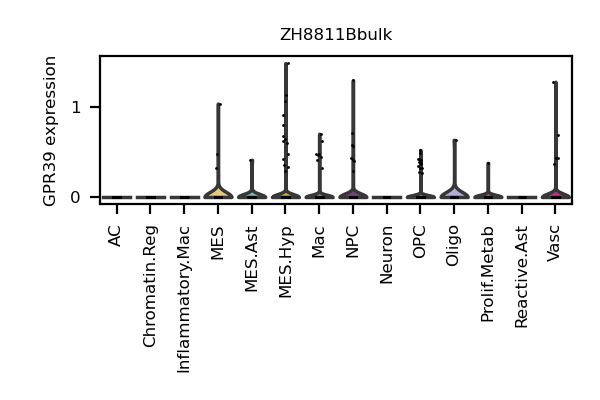 ZH8811Bbulk
GPR39 expression
1
0
AC
Chromatin.Reg
Inflammatory.Mac
MES
MES.Ast
MES.Hyp
Mac
NPC
Neuron
OPC
Oligo
Prolif.Metab
Reactive.Ast
Vasc